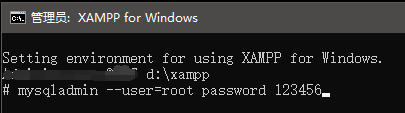 管理员: XAMPP for Windows
Setting environment for using XAMPP for Windows.
d:\xampp
# mysqladmin --user=root password 123456